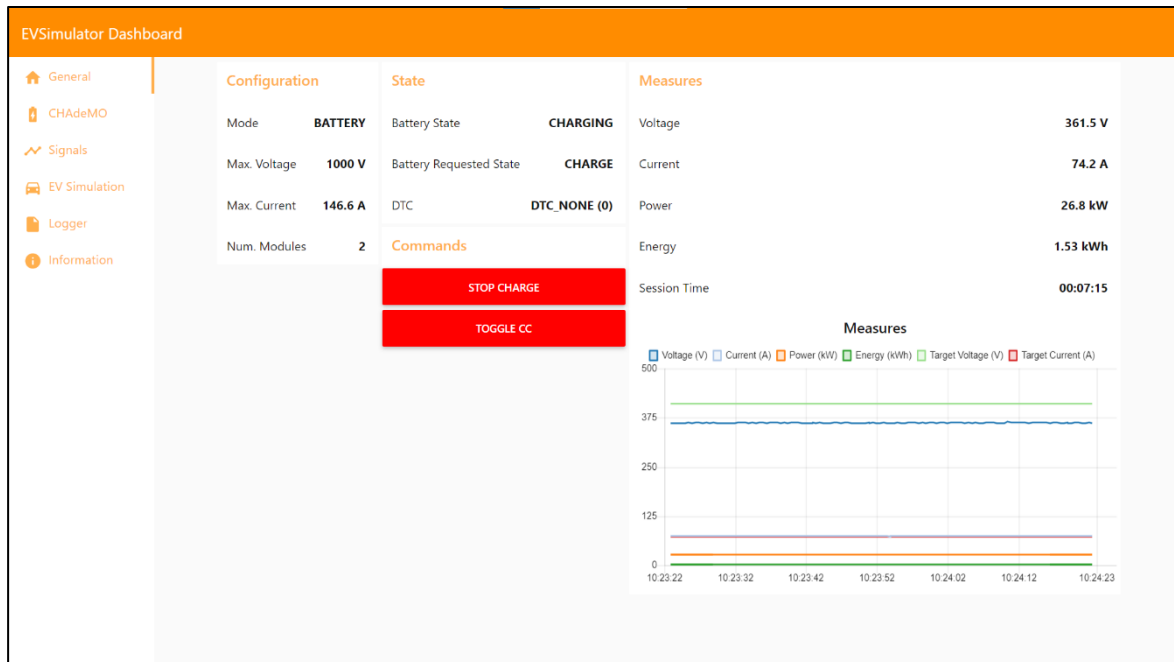 EVSimulator Dashboard
General
CHAdeMO
Signals
EV Simulation
Logger
Information
Configuration
Mode BATTERY
Max. Voltage 1000 V
Max. Current 146.6 A
Num. Modules 2
State
Battery State CHARGING
Battery Requested State CHARGE
DTC DTC_NONE (0)
Commands
STOP CHARGE
TOGGLE CC
Measures
Voltage 361.5 V
Current 74.2 A
Power 26.8 kW
Energy 1.53 kWh
Session Time 00:07:15
Measures
Voltage (V) Current (A) Power (kW) Energy (kWh) Target Voltage (V) Target Current (A)
500
375
250
125
0
10:23:22 10:23:32 10:23:42 10:23:52 10:24:02 10:24:12 10:24:23